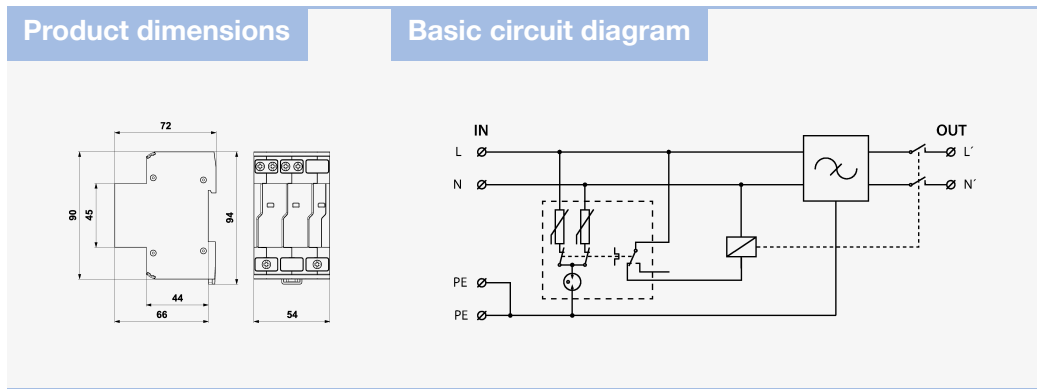 Product dimensions
Basic circuit diagram
72
90
45
94
44
66
54
IN
OUT
L
L´
N
N´
PE
PE